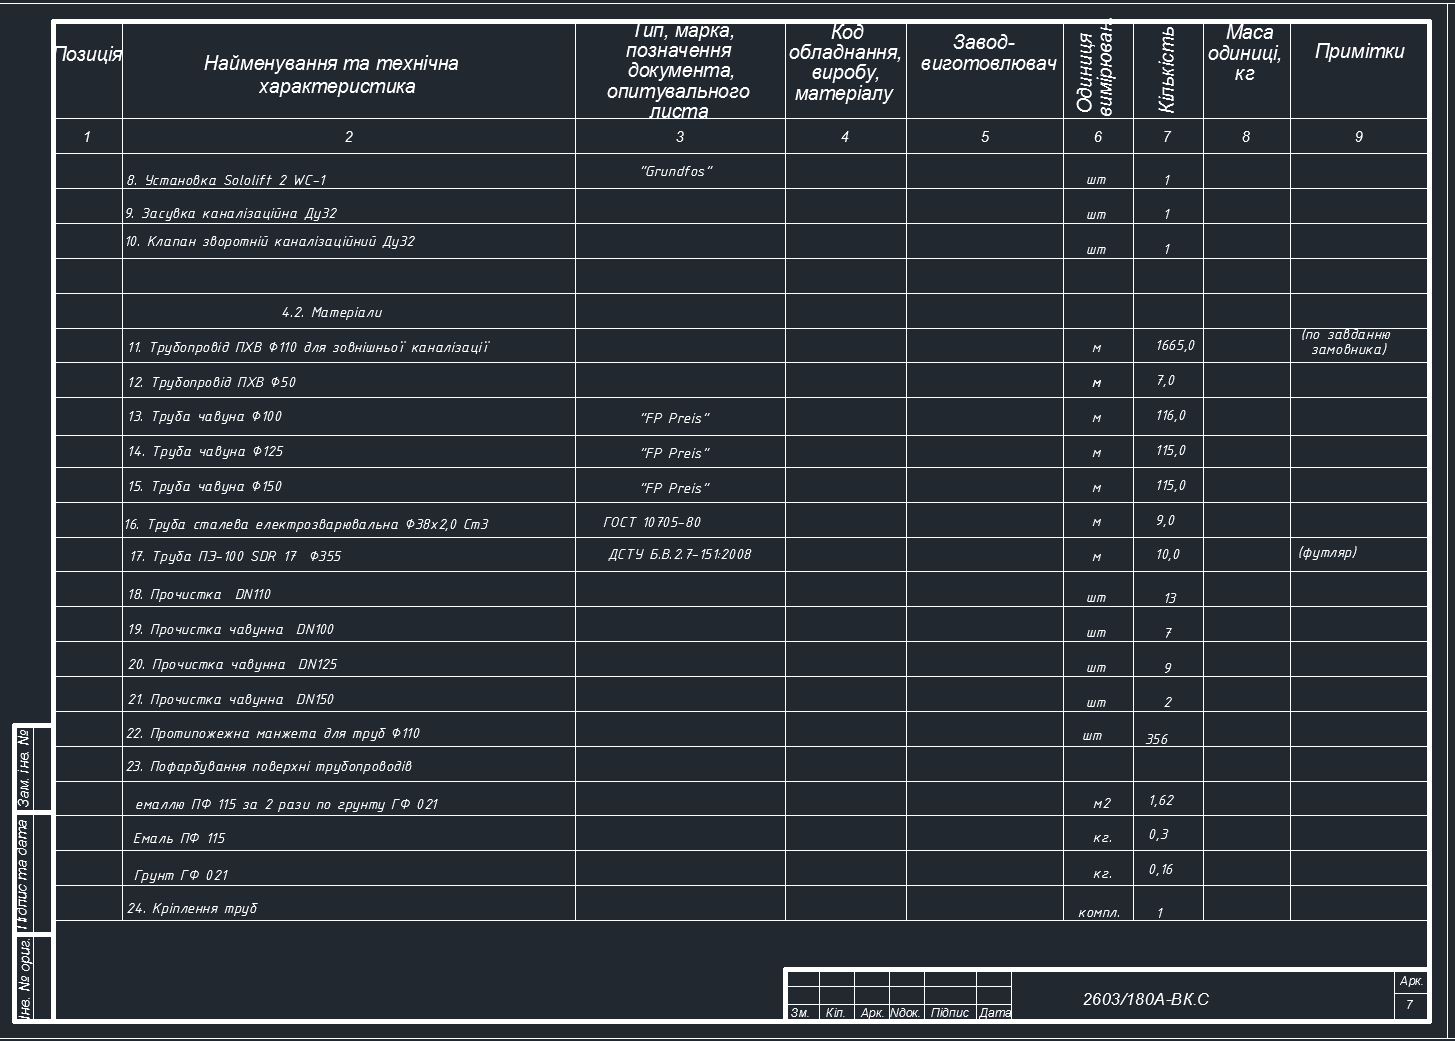 Позиція
Найменування та технічна
характеристика
Тип, марка,
позначення
документа,
опитувального
листа
Код
обладнання,
виробу,
матеріалу
Завод-
виготовлювач
Одиниця
вимірюван.
Кількість
Маса
одиниці,
кг
Примітки
1 2 3 4 5 6 7 8 9
8. Установка Sololift 2 WC-1 "Grundfos" шт 1
9. Засувка каналізаційна Ду32 шт 1
10. Клапан зворотній каналізаційний Ду32 шт 1
4.2. Матеріали
11. Трубопровід ПХВ Ф110 для зовнішньої каналізації м 1665,0 (по завданню
замовника)
12. Трубопровід ПХВ Ф50 м 7,0
13. Труба чавуна Ф100 "FP Preis" м 116,0
14. Труба чавуна Ф125 "FP Preis" м 115,0
15. Труба чавуна Ф150 "FP Preis" м 115,0
16. Труба сталева електрозварювальна Ф38х2,0 Ст3 ГОСТ 10705-80 м 9,0
17. Труба ПЭ-100 SDR 17 Ф355 ДСТУ Б.В.2.7-151:2008 м 10,0 (футляр)
18. Прочистка DN110 шт 13
19. Прочистка чавунна DN100 шт 7
20. Прочистка чавунна DN125 шт 9
21. Прочистка чавунна DN150 шт 2
22. Протипожежна манжета для труб Ф110 шт 356
23. Пофарбування поверхні трубопроводів
емаллю ПФ 115 за 2 рази по грунту ГФ 021 м2 1,62
Емаль ПФ 115 кг. 0,3
Грунт ГФ 021 кг. 0,16
24. Кріплення труб компл. 1
Зам. інв. №
Підпис та дата
Інв. № ориг.
Зм. Кіл. Арк. №док. Підпис Дата
2603/180А-ВК.С
Арк.
7